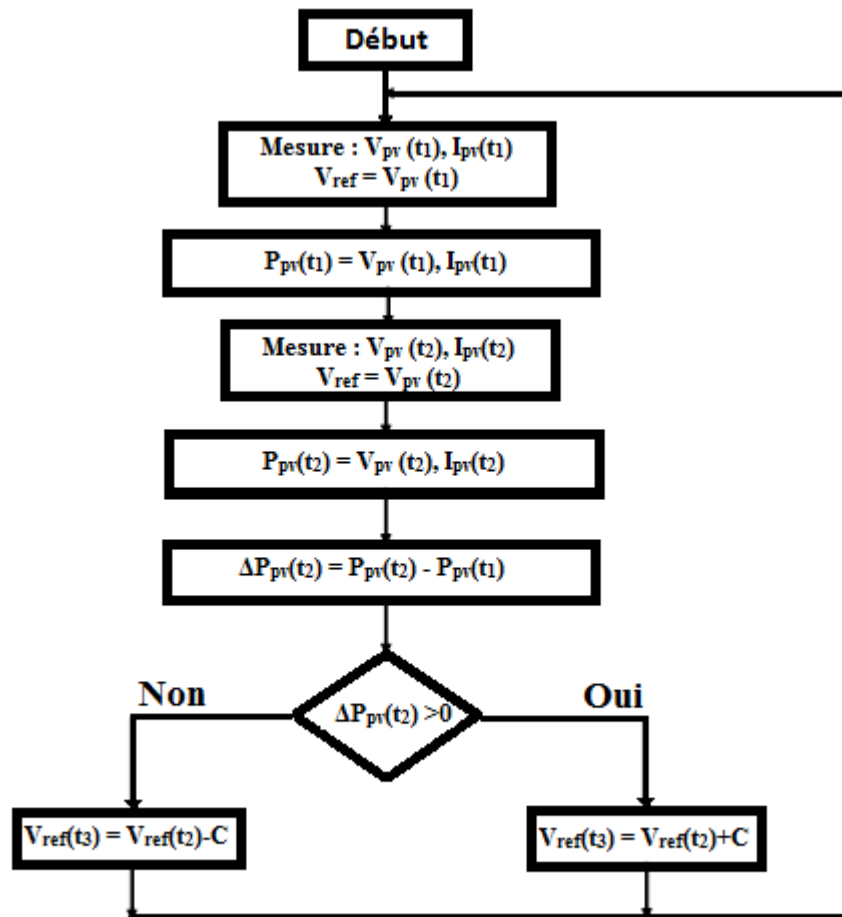 Début
Mesure : Vpv (t1), Ipv(t1)
Vref = Vpv (t1)
Ppv(t1) = Vpv (t1), Ipv(t1)
Mesure : Vpv (t2), Ipv(t2)
Vref = Vpv (t2)
Ppv(t2) = Vpv (t2), Ipv(t2)
ΔPpv(t2) = Ppv(t2) - Ppv(t1)
Non
Oui
ΔPpv(t2) >0
Vref(t3) = Vref(t2)-C
Vref(t3) = Vref(t2)+C